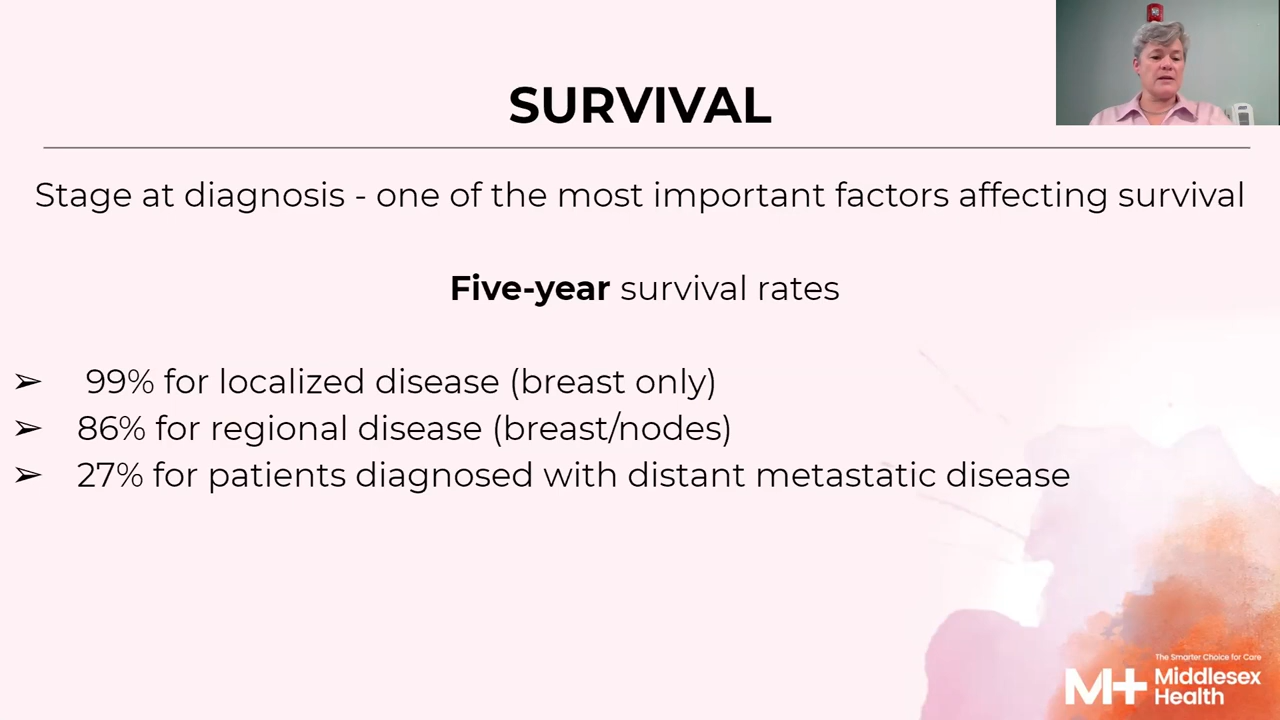 SURVIVAL
Stage at diagnosis - one of the most important factors affecting survival
Five-year survival rates
➢ 99% for localized disease (breast only)
➢ 86% for regional disease (breast/nodes)
➢ 27% for patients diagnosed with distant metastatic disease
The Smarter Choice for Care
M+ Middlesex
Health